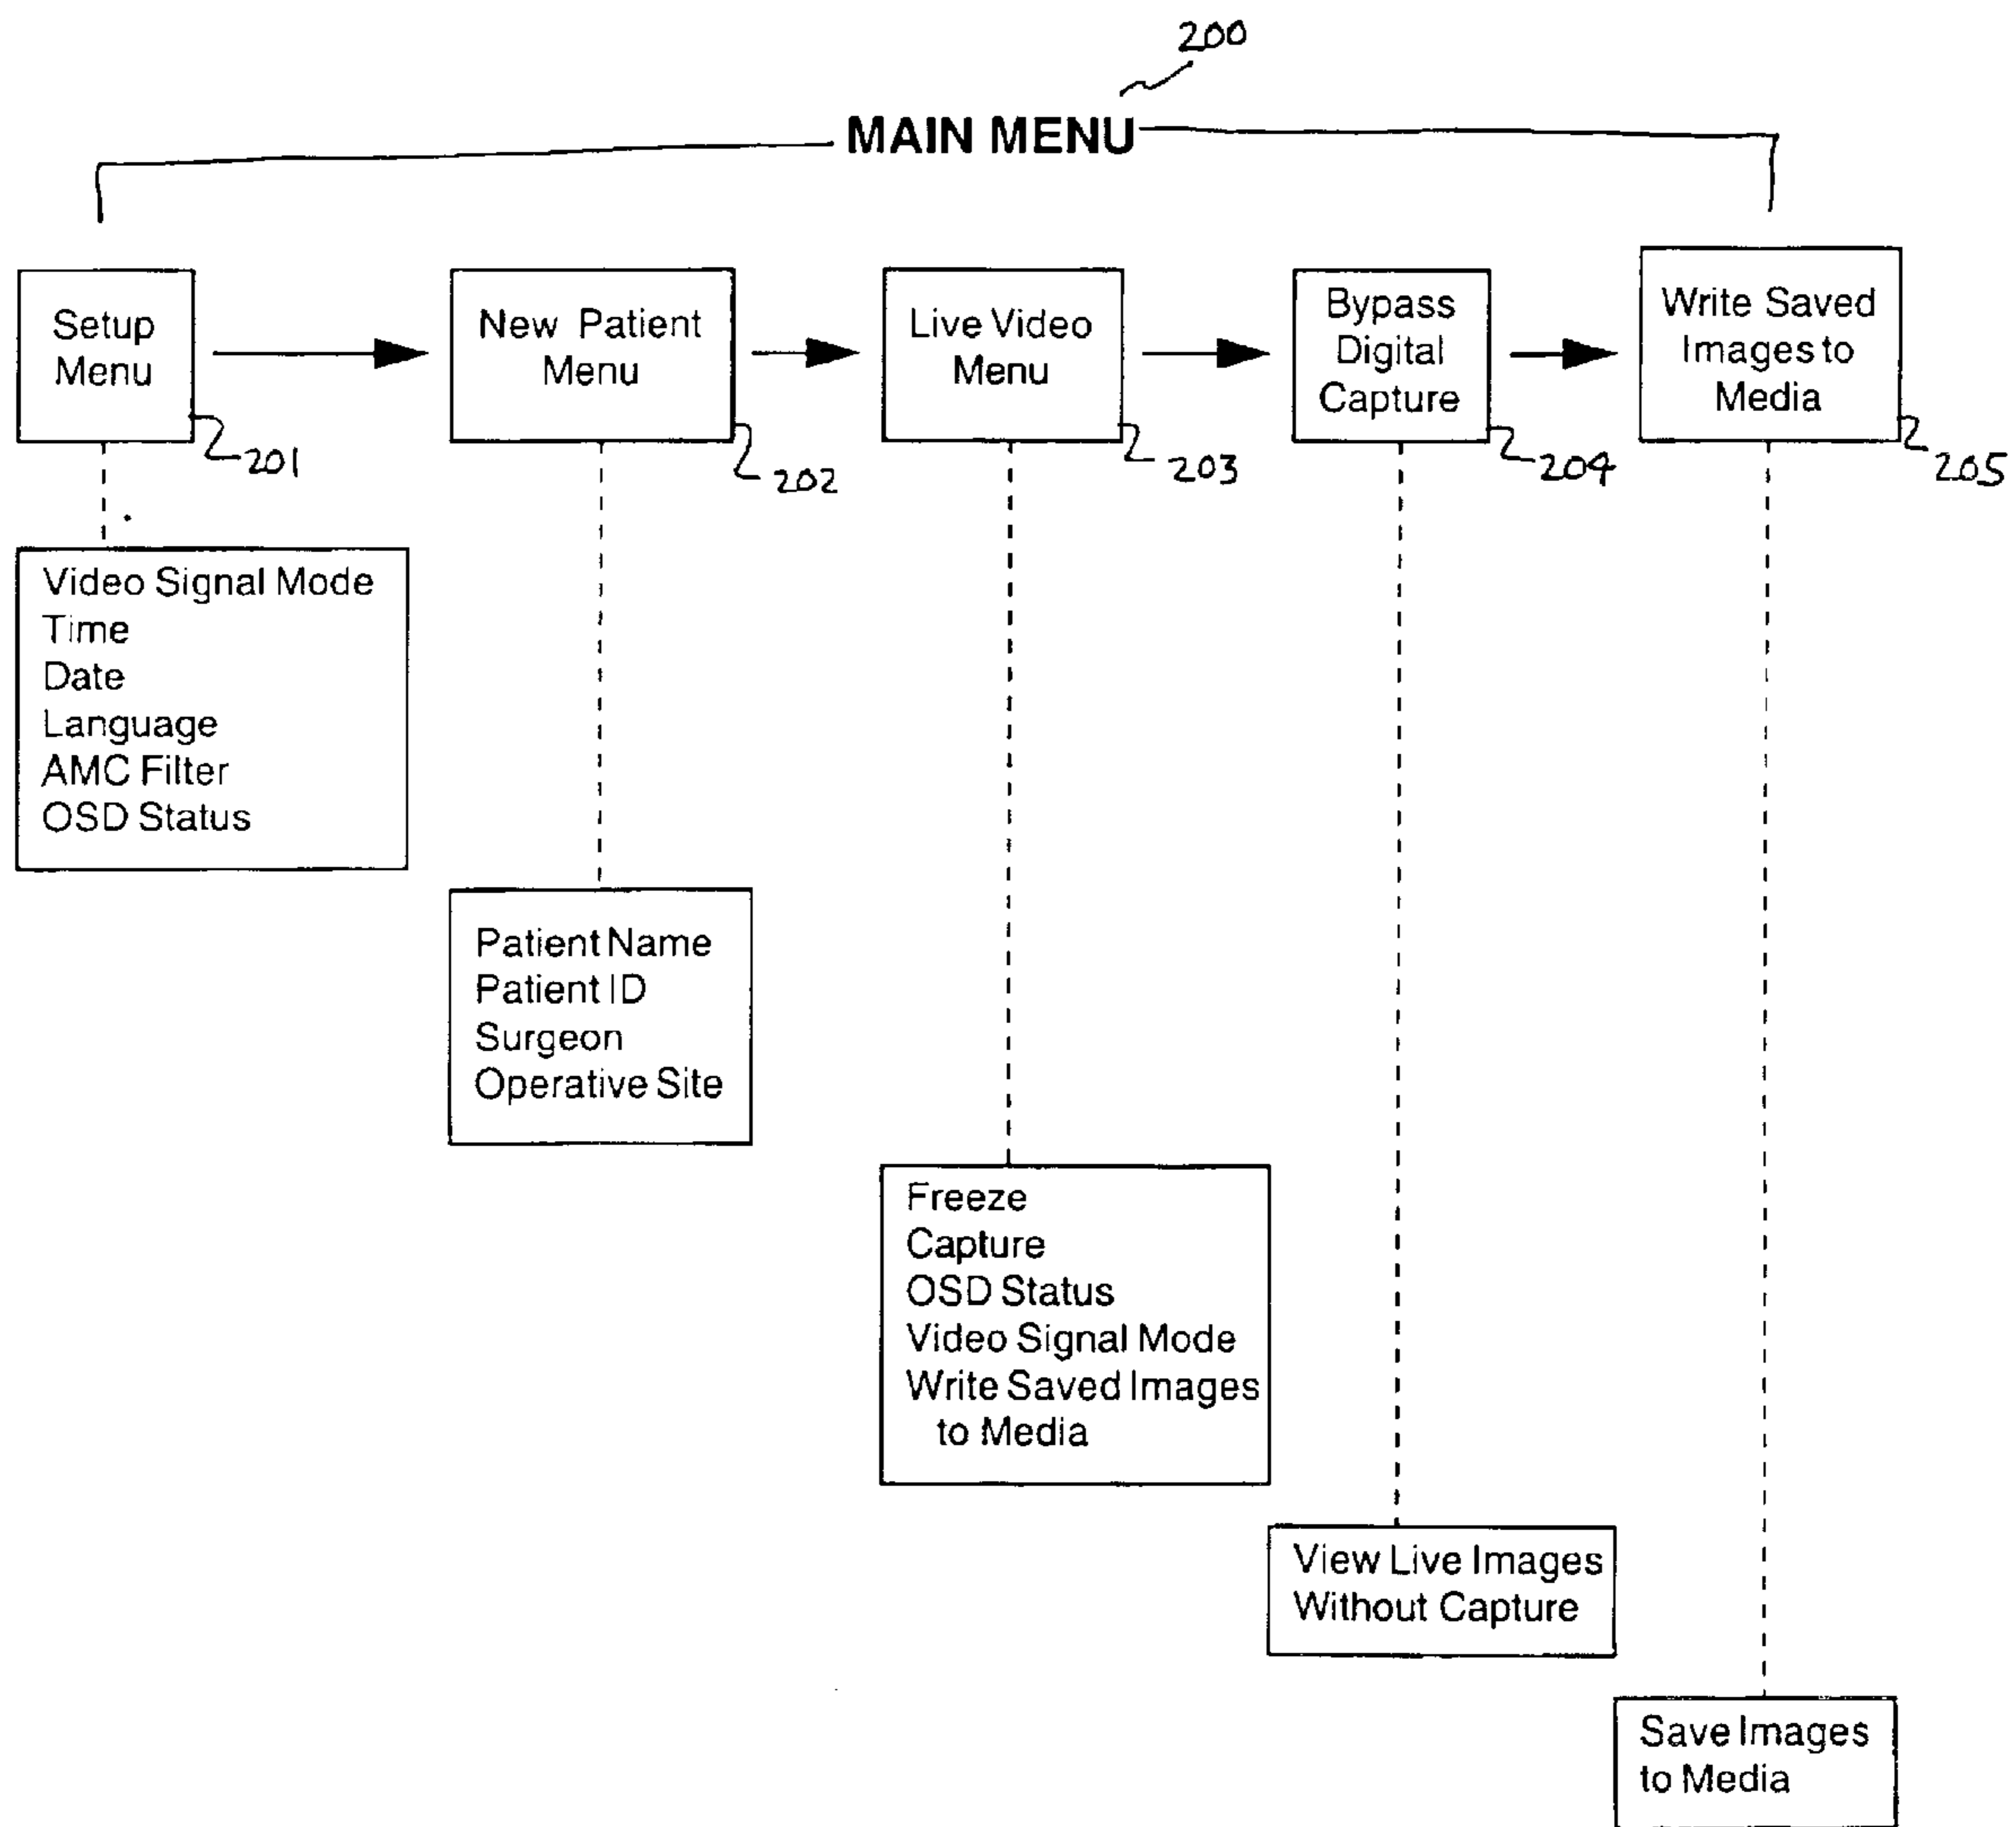 200
MAIN MENU
Setup
Menu
201
New Patient
Menu
202
Live Video
Menu
203
Bypass
Digital
Capture
204
Write Saved
Images to
Media
205
Video Signal Mode
Time
Date
Language
AMC Filter
OSD Status
Patient Name
Patient ID
Surgeon
Operative Site
Freeze
Capture
OSD Status
Video Signal Mode
Write Saved Images
to Media
View Live Images
Without Capture
Save Images
to Media